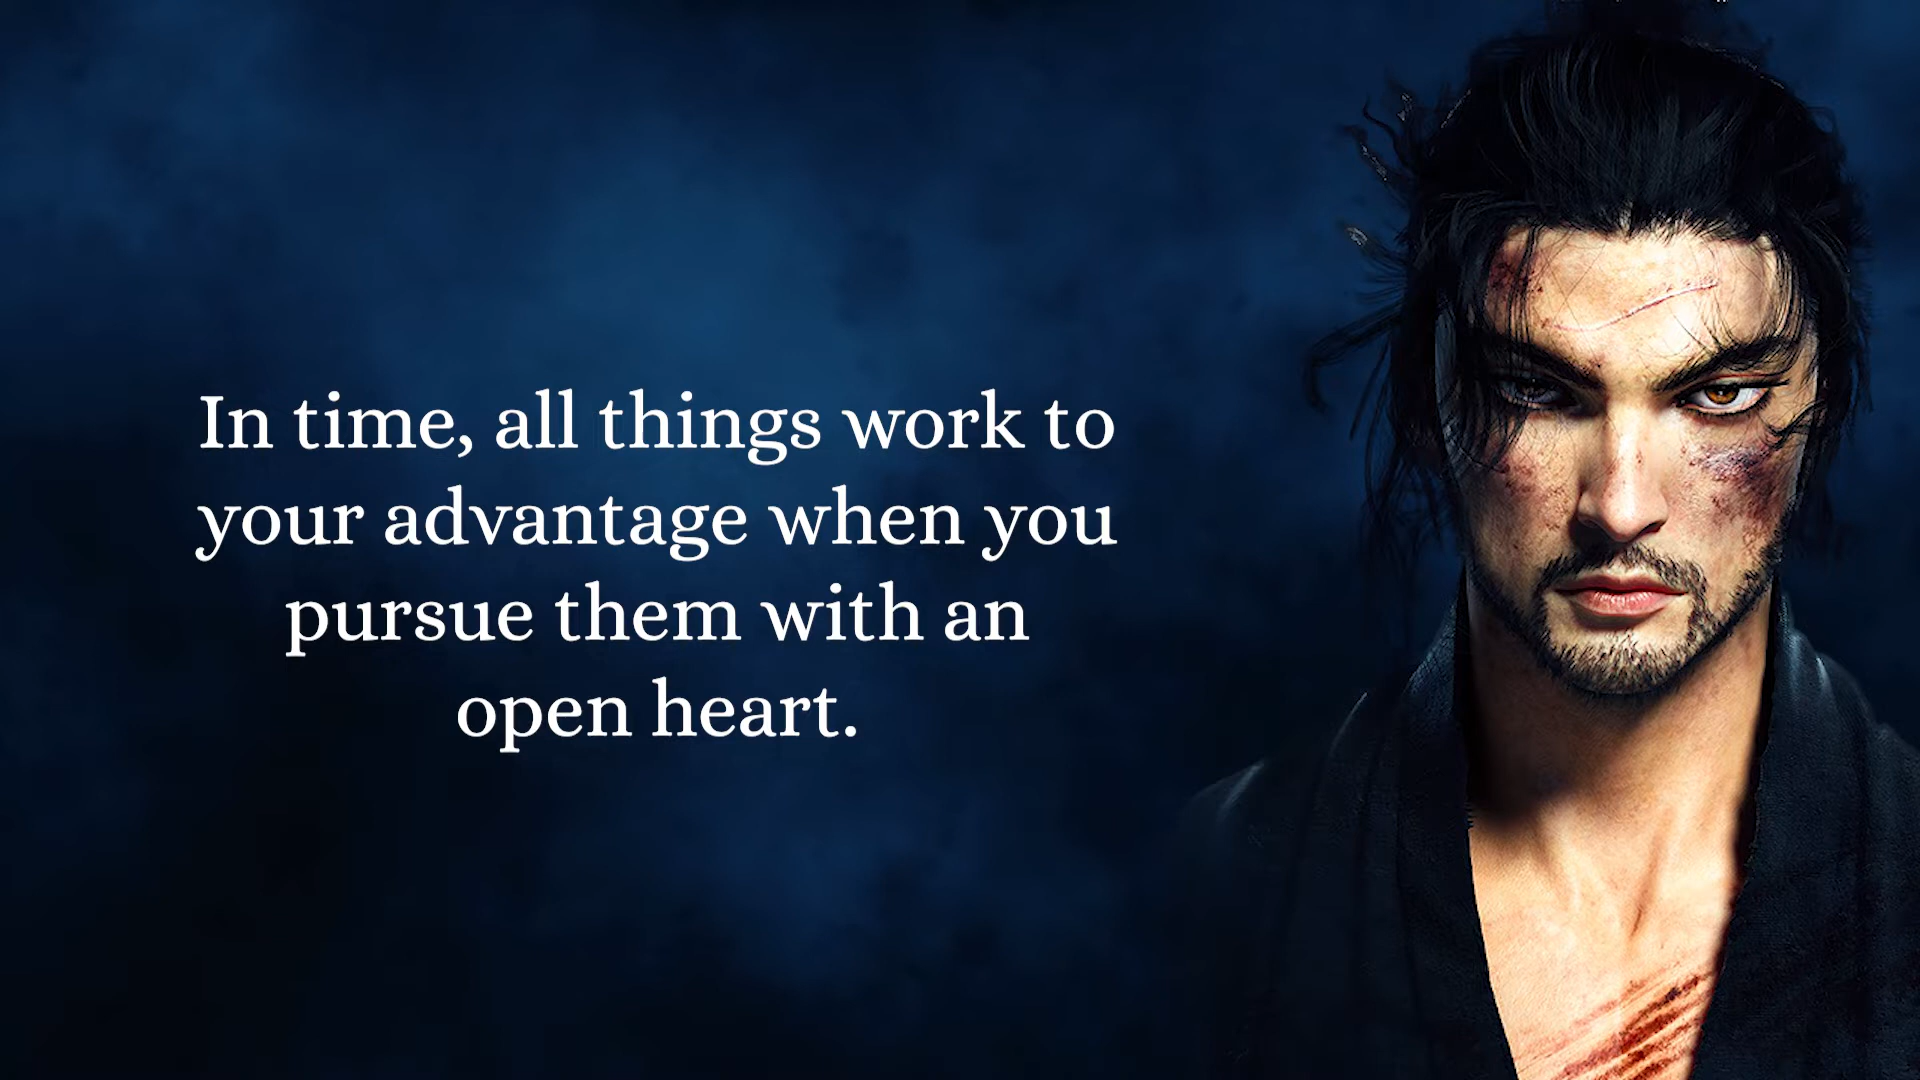 In time, all things work to
your advantage when you
pursue them with an
open heart.